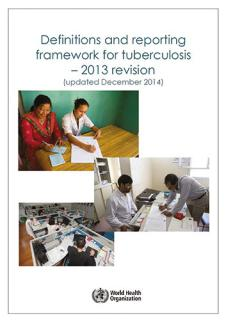 Definitions and reporting
framework for tuberculosis
– 2013 revision
(updated December 2014)
World Health
Organization